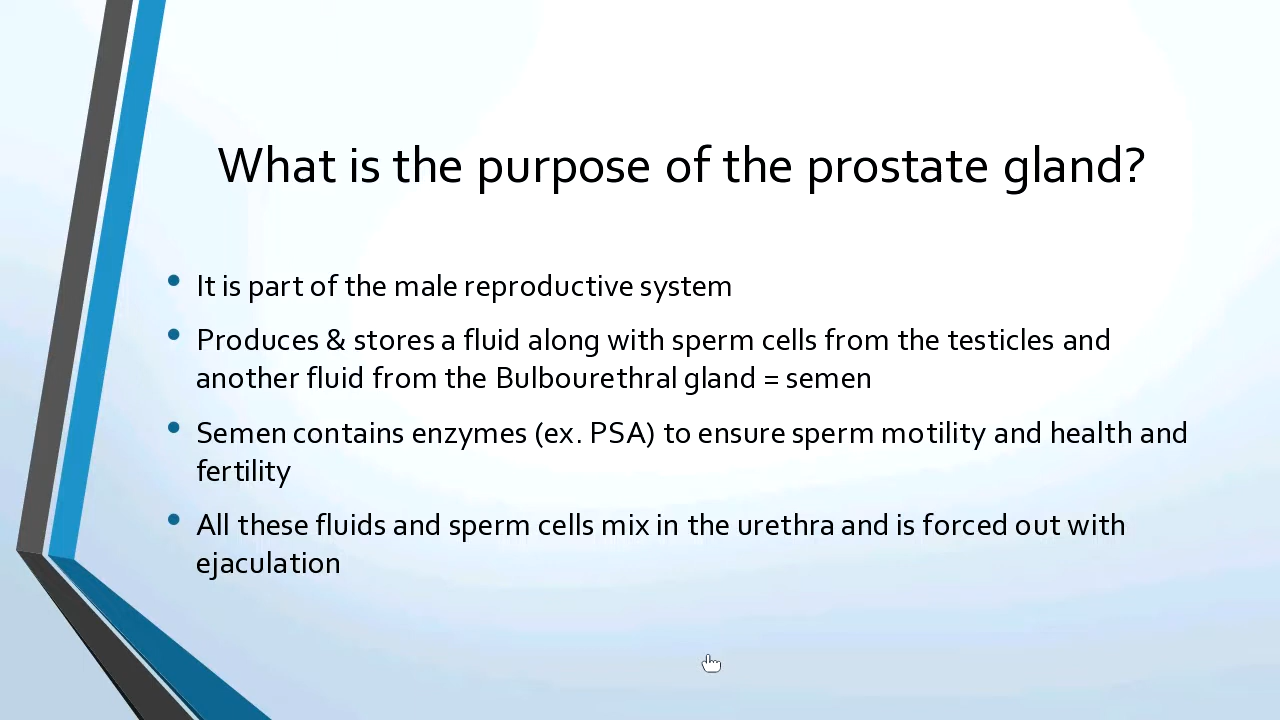 What is the purpose of the prostate gland?
• It is part of the male reproductive system
• Produces & stores a fluid along with sperm cells from the testicles and
another fluid from the Bulbourethral gland = semen
• Semen contains enzymes (ex. PSA) to ensure sperm motility and health and
fertility
• All these fluids and sperm cells mix in the urethra and is forced out with
ejaculation